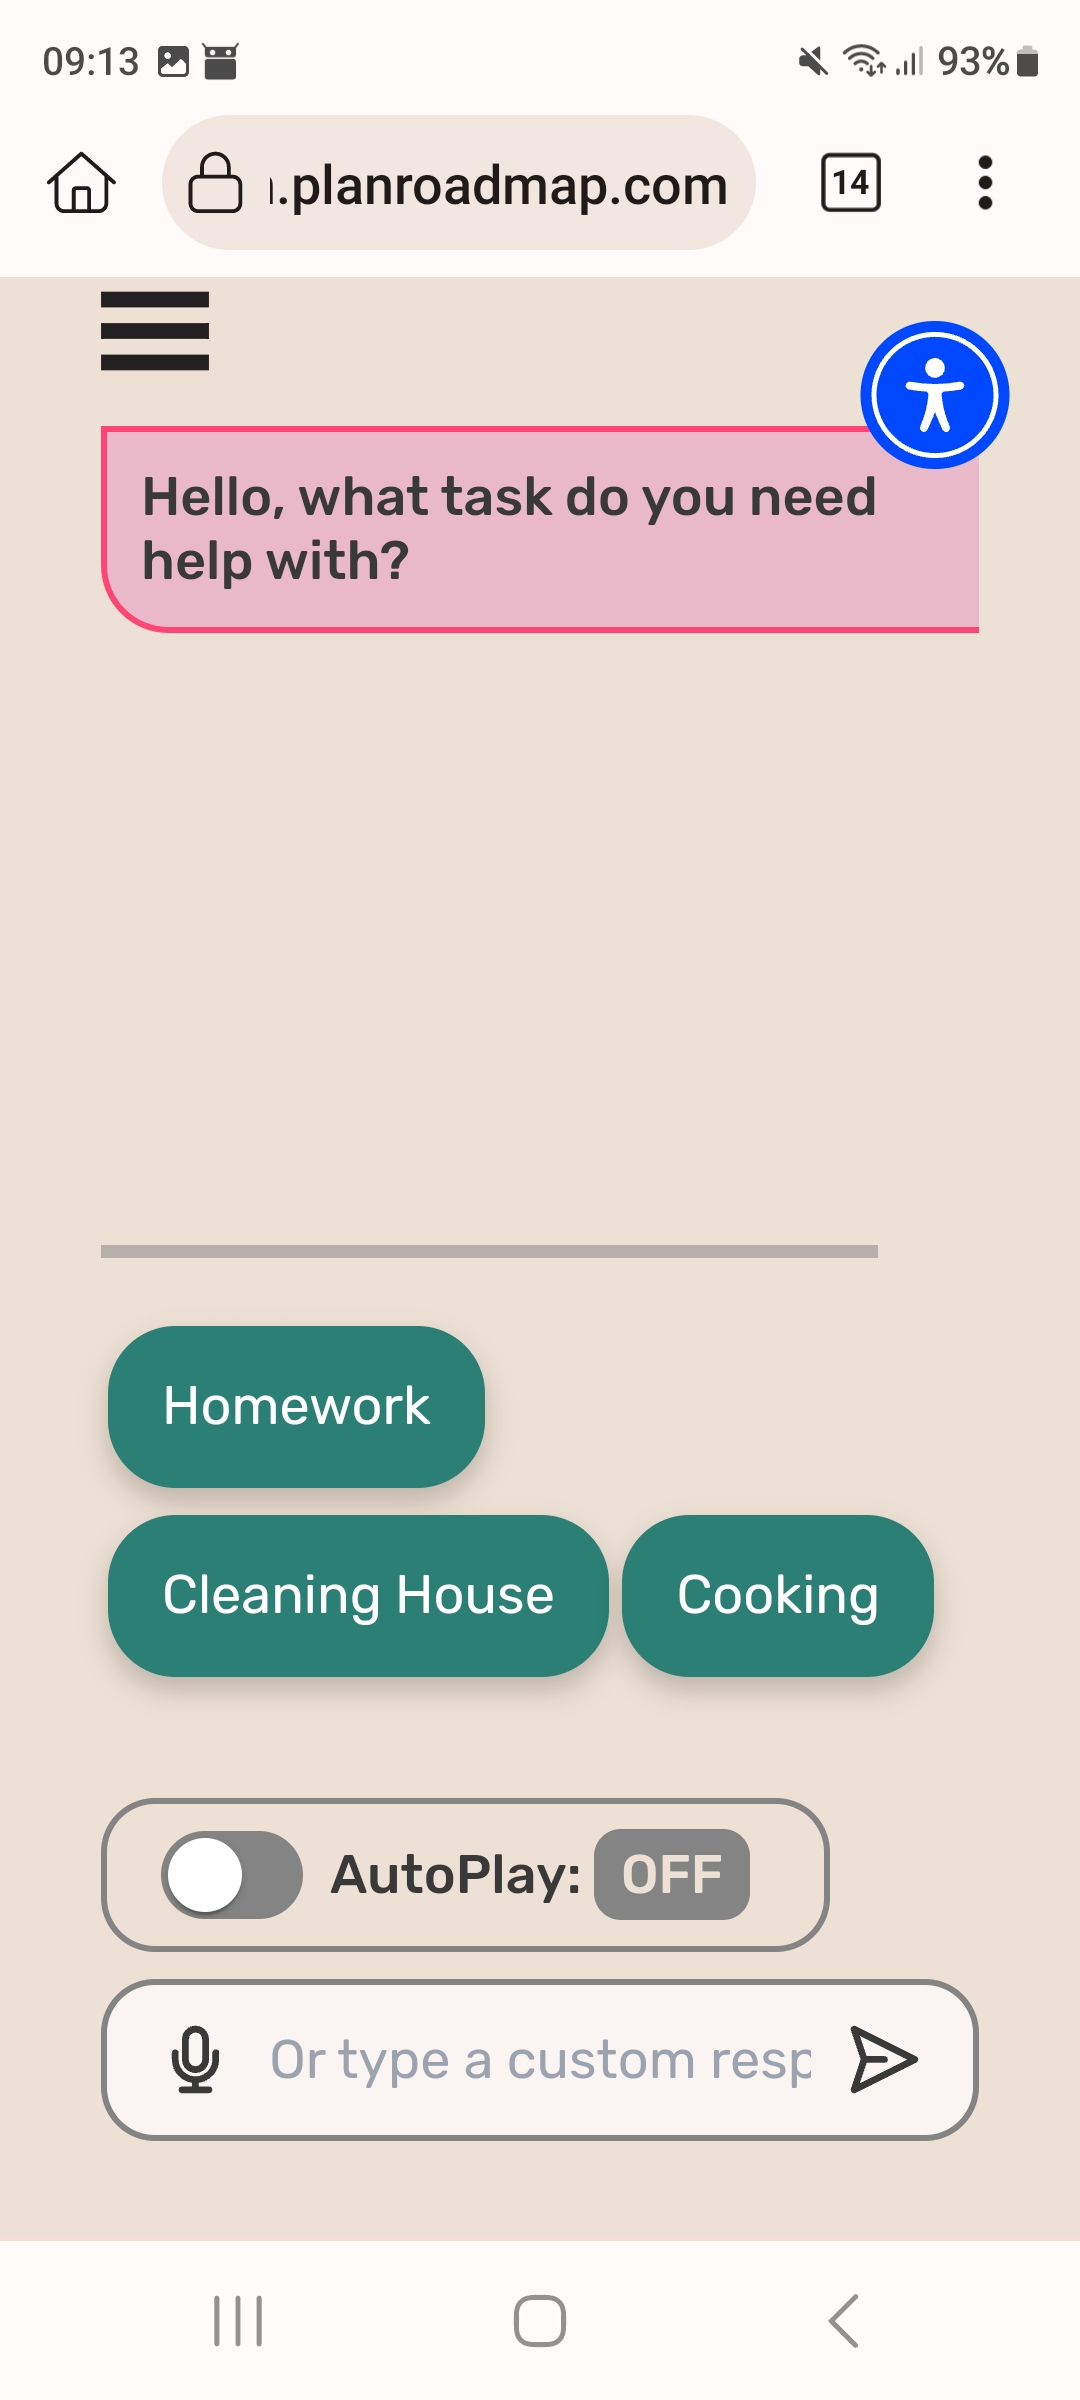 09:13 93%
.planroadmap.com 14
Hello, what task do you need
help with?
Homework
Cleaning House Cooking
AutoPlay: OFF
Or type a custom resp